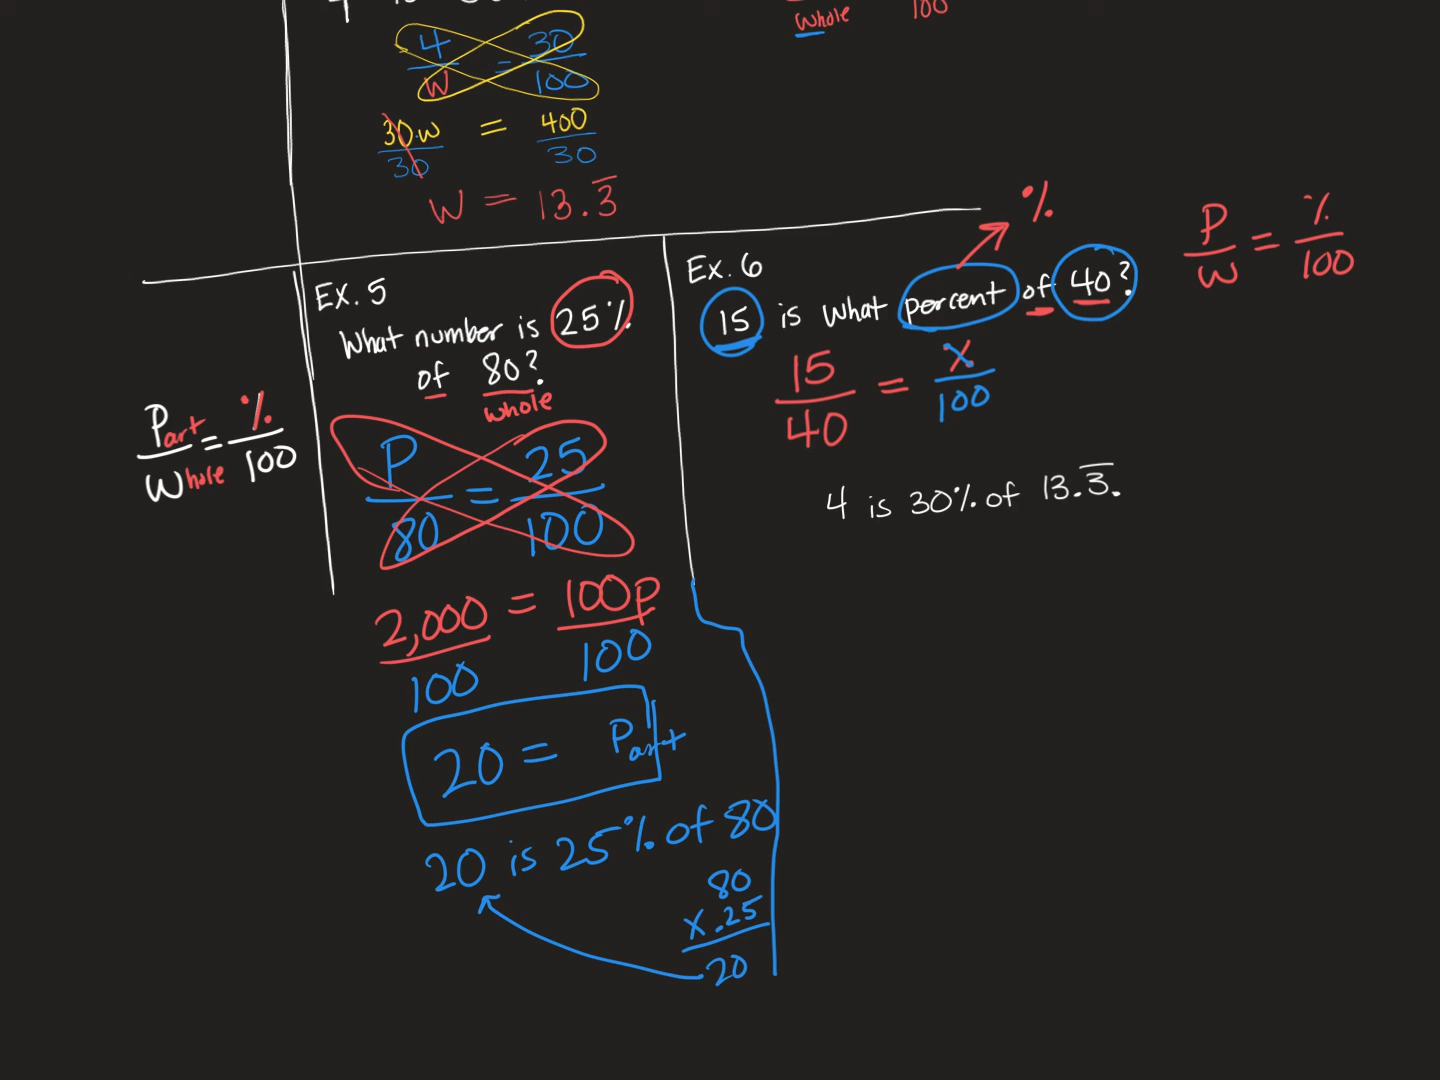 whole 100
4/W = 30/100
30w/30 = 400/30
W = 13.3̅
Ex. 5
What number is 25%
of 80?
whole
Part/Whole = %/100
P/80 = 25/100
2,000/100 = 100p/100
20 = Part
20 is 25% of 80
80
x .25
20
Ex. 6
%
15 is what percent of 40?
P/W = %/100
15/40 = x/100
4 is 30% of 13.3̅.